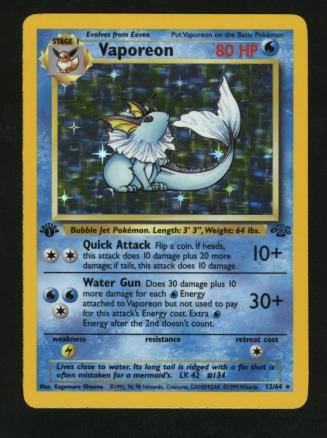 Evolves from Eevee Put Vaporeon on the Basic Pokémon
STAGE 1 Vaporeon 80 HP
Bubble Jet Pokémon. Length: 3' 3", Weight: 64 lbs.
Quick Attack Flip a coin. If heads,
this attack does 10 damage plus 20 more
damage; if tails, this attack does 10 damage.
10+
Water Gun Does 30 damage plus 10
more damage for each Energy
attached to Vaporeon but not used to pay
for this attack's Energy cost. Extra
Energy after the 2nd doesn't count.
30+
weakness resistance retreat cost
Lives close to water. Its long tail is ridged with a fin that is
often mistaken for a mermaid's. LV. 42 #134
Illus. Kagemaru Himeno ©1995, 96, 98 Nintendo, Creatures, GAMEFREAK. ©1999 Wizards. 12/64 ★